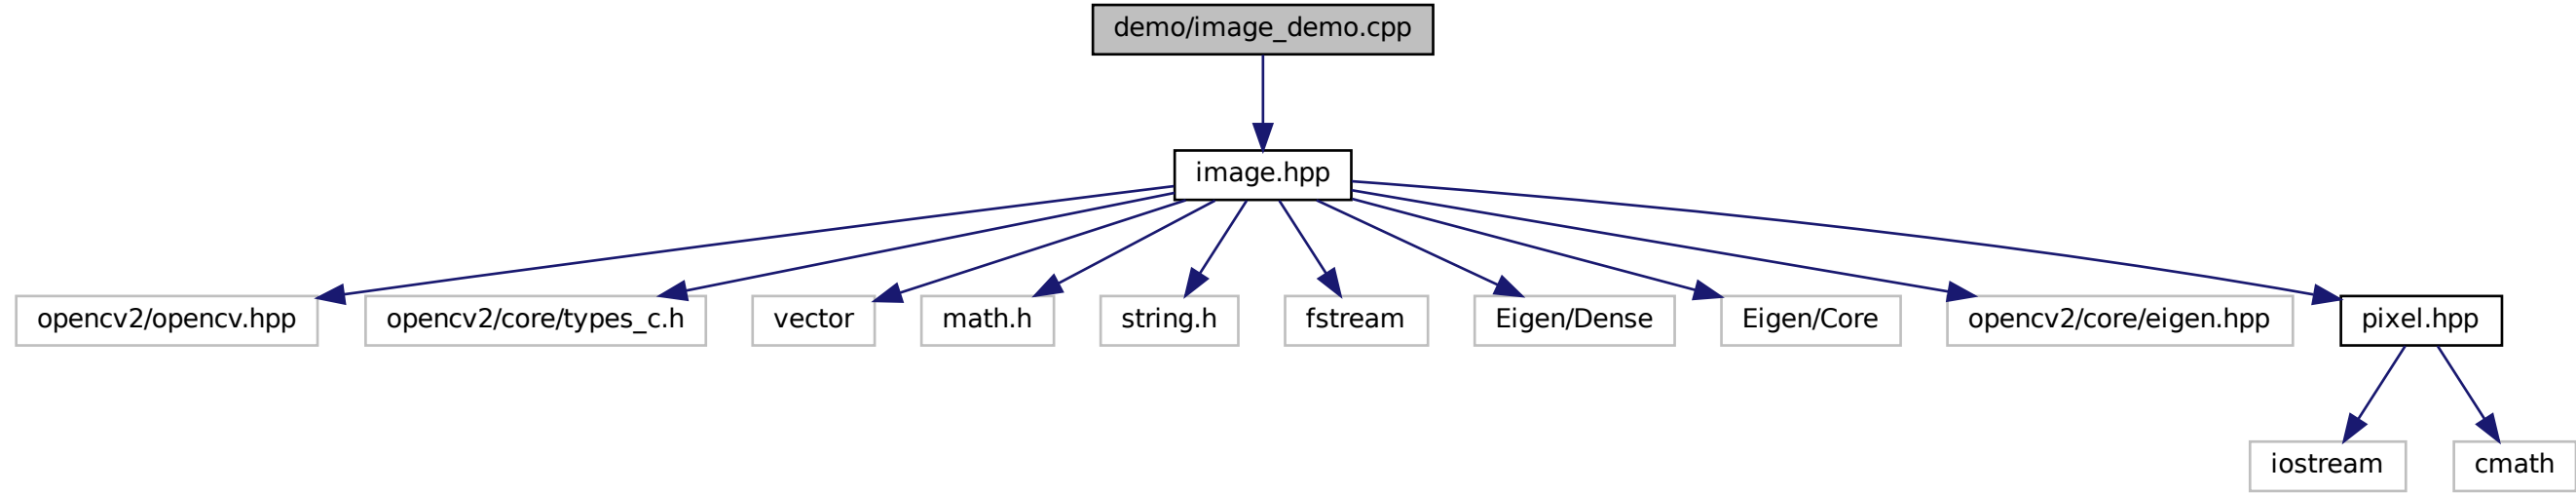 demo/image_demo.cpp
image.hpp
opencv2/opencv.hpp
opencv2/core/types_c.h
vector
math.h
string.h
fstream
Eigen/Dense
Eigen/Core
opencv2/core/eigen.hpp
pixel.hpp
iostream
cmath